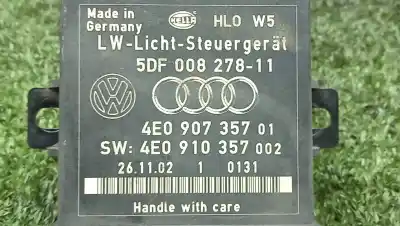 Made in
Germany
HELLA
HLO W5
LW-Licht-Steuergerät
5DF 008 278-11
4E0 907 357 01
SW: 4E0 910 357 002
26.11.02 1 0131
Handle with care